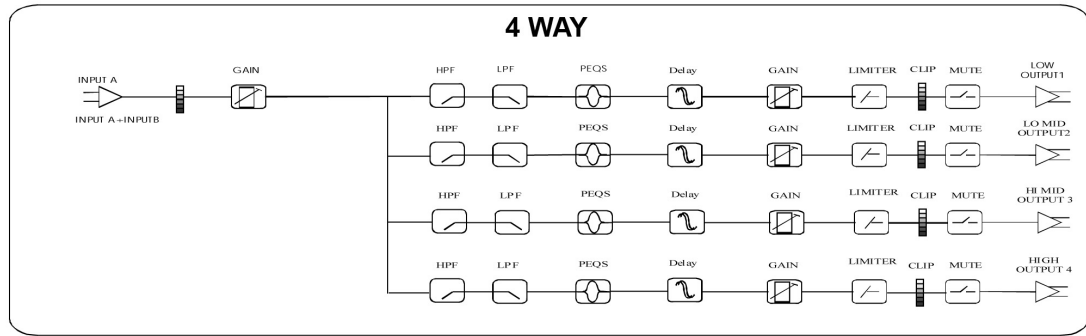 4 WAY
INPUT A
INPUT A+INPUTB
GAIN
HPF LPF PEQS Delay GAIN LIMITER CLIP MUTE LOW
OUTPUT1
HPF LPF PEQS Delay GAIN LIMITER CLIP MUTE LO MID
OUTPUT2
HPF LPF PEQS Delay GAIN LIMITER CLIP MUTE HI MID
OUTPUT 3
HPF LPF PEQS Delay GAIN LIMITER CLIP MUTE HIGH
OUTPUT 4